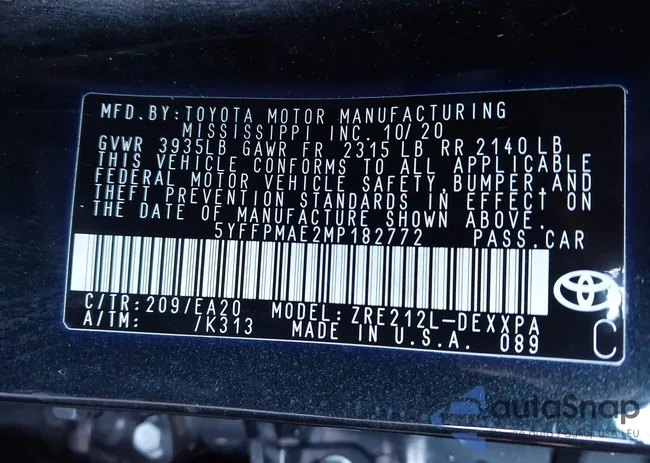 MFD. BY: TOYOTA MOTOR MANUFACTURING
MISSISSIPPI INC. 10/20
GVWR 3935LB GAWR FR 2315 LB RR 2140 LB
THIS VEHICLE CONFORMS TO ALL APPLICABLE
FEDERAL MOTOR VEHICLE SAFETY, BUMPER, AND
THEFT PREVENTION STANDARDS IN EFFECT ON
THE DATE OF MANUFACTURE SHOWN ABOVE.
5YFFPMAE2MP182772 PASS. CAR
C/TR: 209/EA20 MODEL: ZRE212L-DEXXPA
A/TM: /K313 MADE IN U.S.A. 089 C
autoSnap